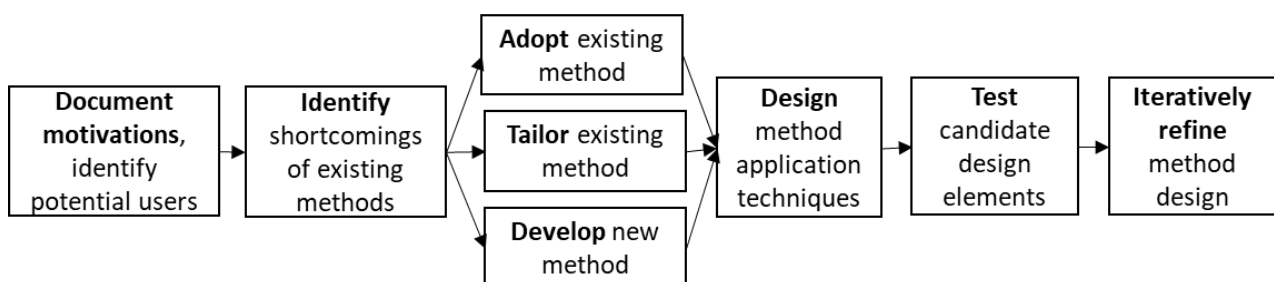 Document
motivations,
identify
potential users
Identify
shortcomings
of existing
methods
Adopt existing
method
Tailor existing
method
Develop new
method
Design
method
application
techniques
Test
candidate
design
elements
Iteratively
refine
method
design